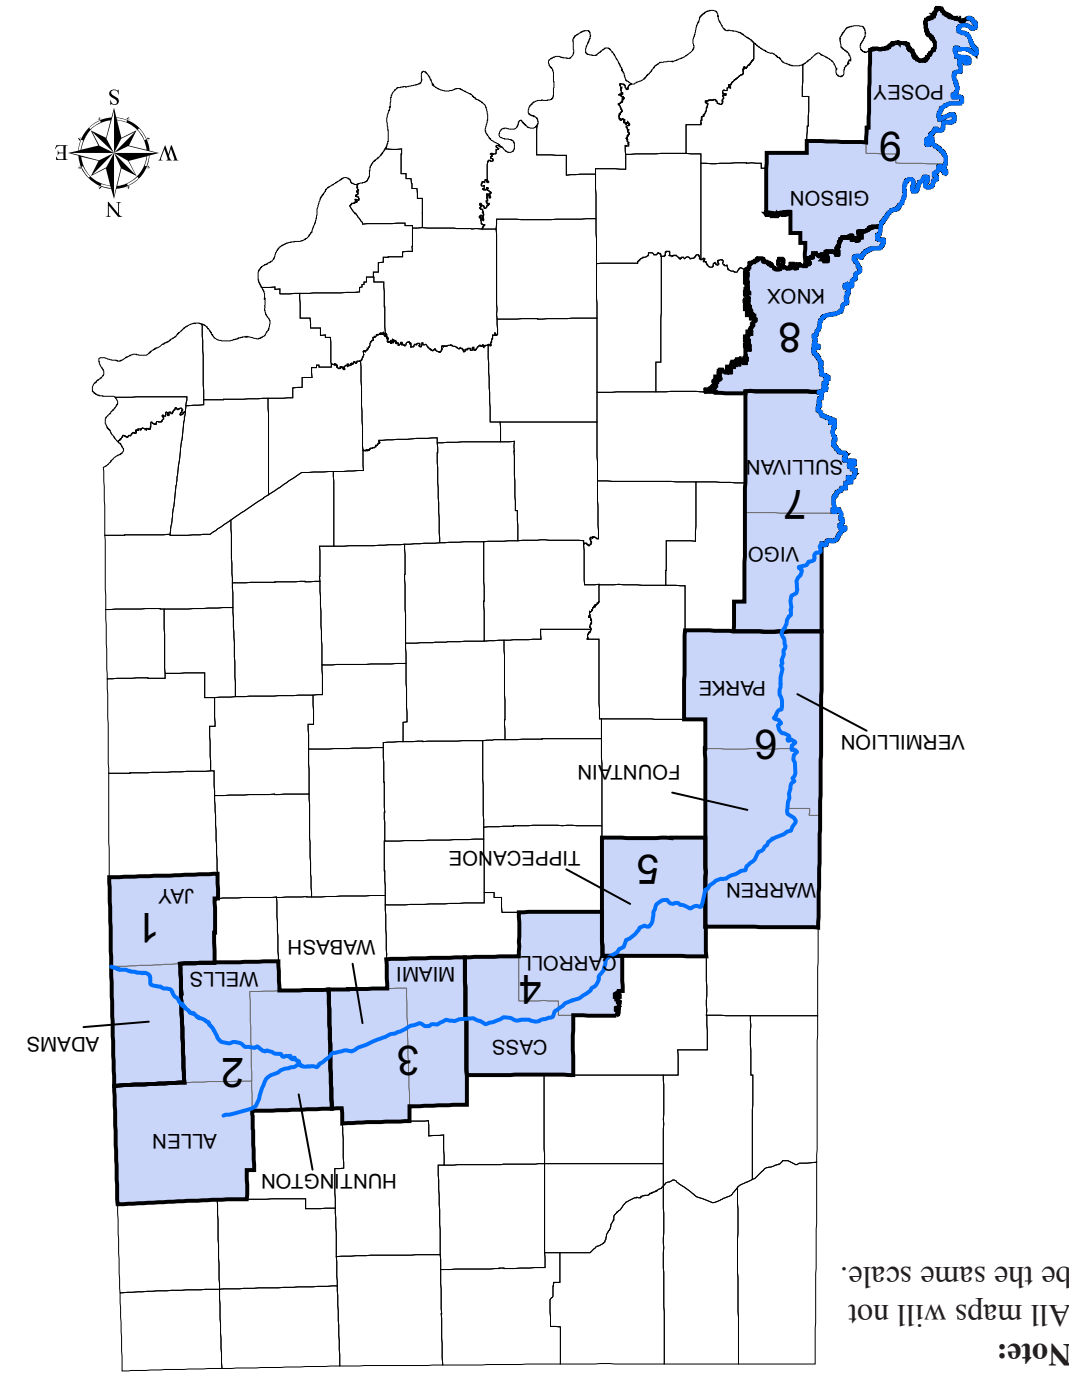 Note:
All maps will not
be the same scale.
HUNTINGTON
ALLEN
2
ADAMS
WELLS
1
JAY
WABASH
3
MIAMI
CASS
4
CARROLL
TIPPECANOE
5
WARREN
FOUNTAIN
6
VERMILLION
PARKE
VIGO
7
SULLIVAN
8
KNOX
GIBSON
9
POSEY
N
W
E
S